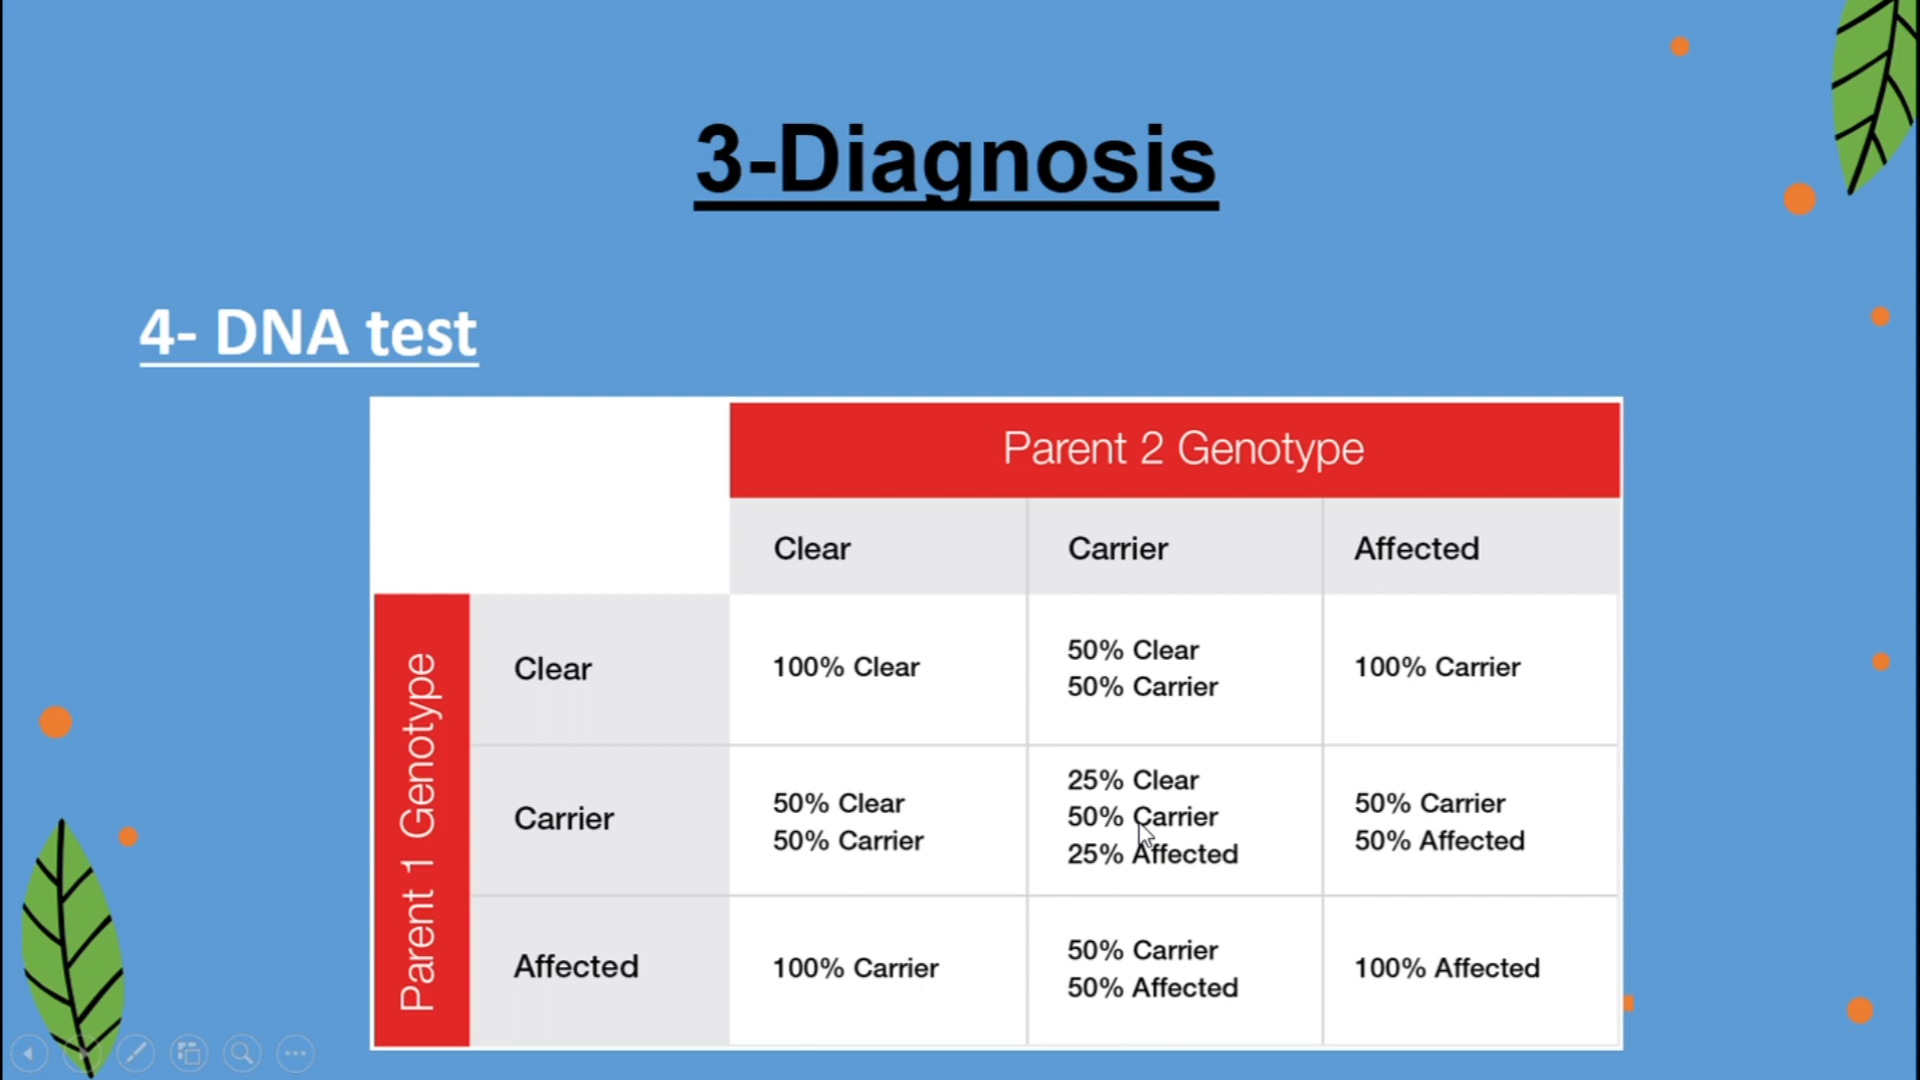 3-Diagnosis
4- DNA test
Parent 2 Genotype
Clear
Carrier
Affected
Parent 1 Genotype
Clear
100% Clear
50% Clear
50% Carrier
100% Carrier
Carrier
50% Clear
50% Carrier
25% Clear
50% Carrier
25% Affected
50% Carrier
50% Affected
Affected
100% Carrier
50% Carrier
50% Affected
100% Affected